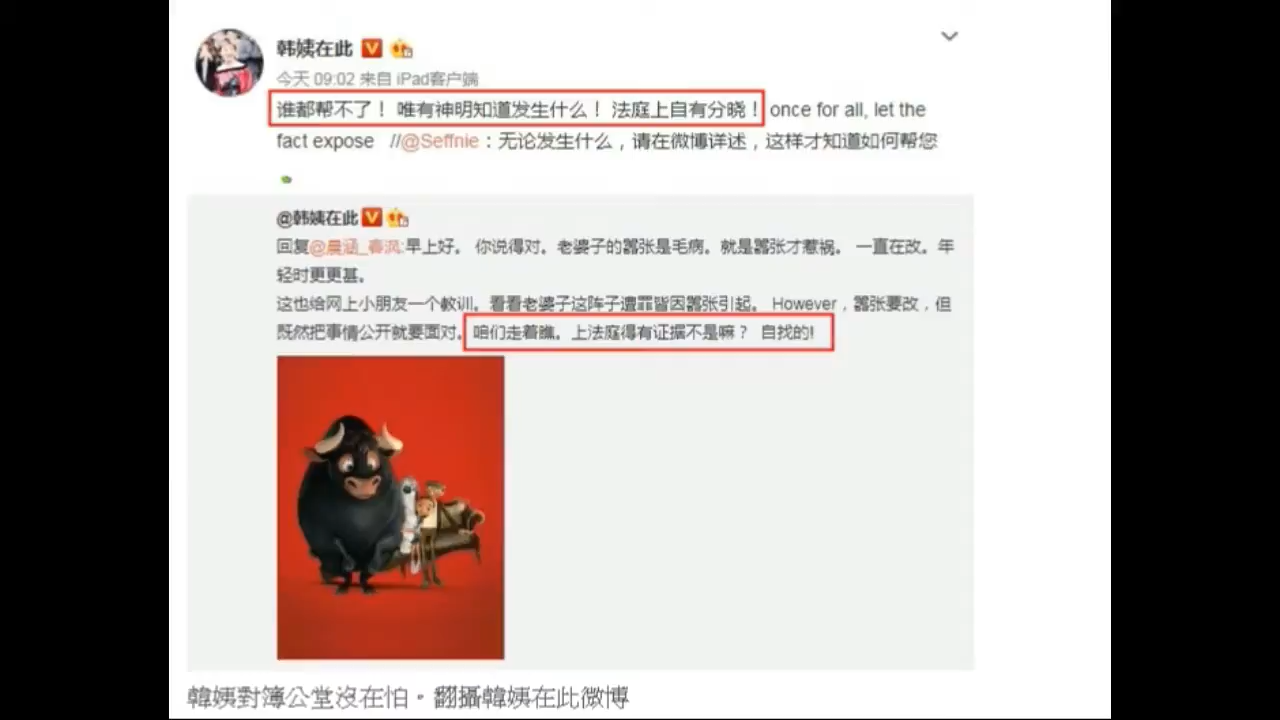 韩姨在此
今天 09:02 来自 iPad客户端
谁都帮不了！ 唯有神明知道发生什么！ 法庭上自有分晓！ once for all, let the
fact expose //@Seffnie：无论发生什么，请在微博详述，这样才知道如何帮您
@韩姨在此
回复@晨涵_春沨:早上好。 你说得对。老婆子的嚣张是毛病。就是嚣张才惹祸。 一直在改。年
轻时更更甚。
这也给网上小朋友一个教训。看看老婆子这阵子遭罪皆因嚣张引起。 However，嚣张要改，但
既然把事情公开就要面对。咱们走着瞧。上法庭得有证据不是嘛？ 自找的!
韓姨對簿公堂沒在怕。翻攝韓姨在此微博